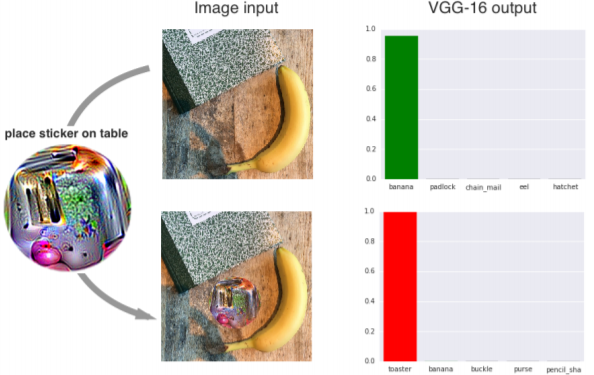 Image input
VGG-16 output
place sticker on table
1.0
0.8
0.6
0.4
0.2
0.0
banana padlock chain_mail eel hatchet
1.0
0.8
0.6
0.4
0.2
0.0
toaster banana buckle purse pencil_sha